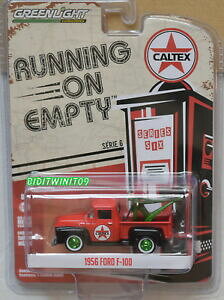 GREENLIGHT
RUNNING
ON
EMPTY
CALTEX
SÉRIE 6
SERIES
SIX
BIDITWINIT09
1956 FORD F-100